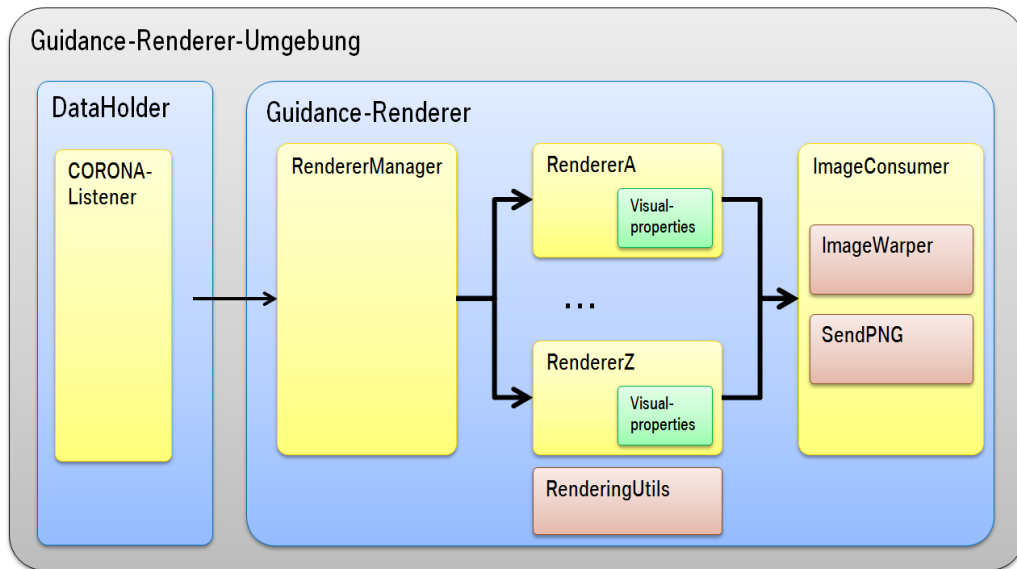 Guidance-Renderer-Umgebung
DataHolder
CORONA-
Listener
Guidance-Renderer
RendererManager
RendererA
Visual-
properties
...
RendererZ
Visual-
properties
RenderingUtils
ImageConsumer
ImageWarper
SendPNG